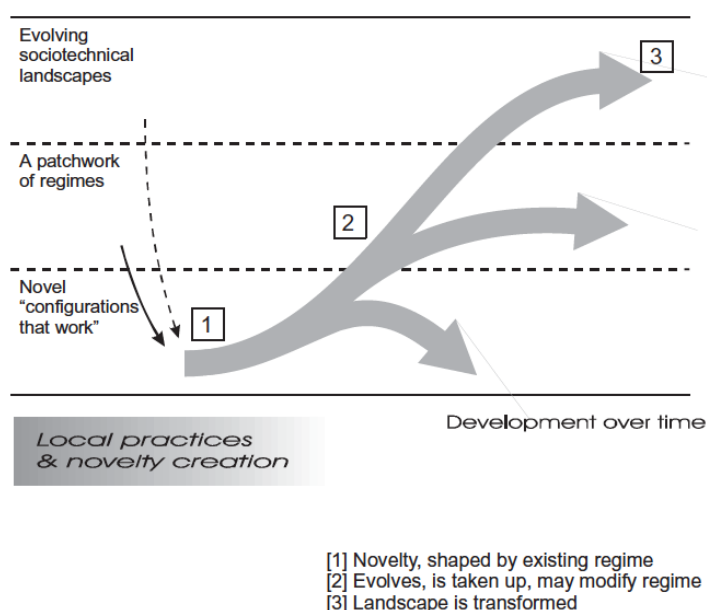 Evolving
sociotechnical
landscapes
3
A patchwork
of regimes
2
Novel
“configurations
that work”
1
Development over time
Local practices
& novelty creation
[1] Novelty, shaped by existing regime
[2] Evolves, is taken up, may modify regime
[3] Landscape is transformed